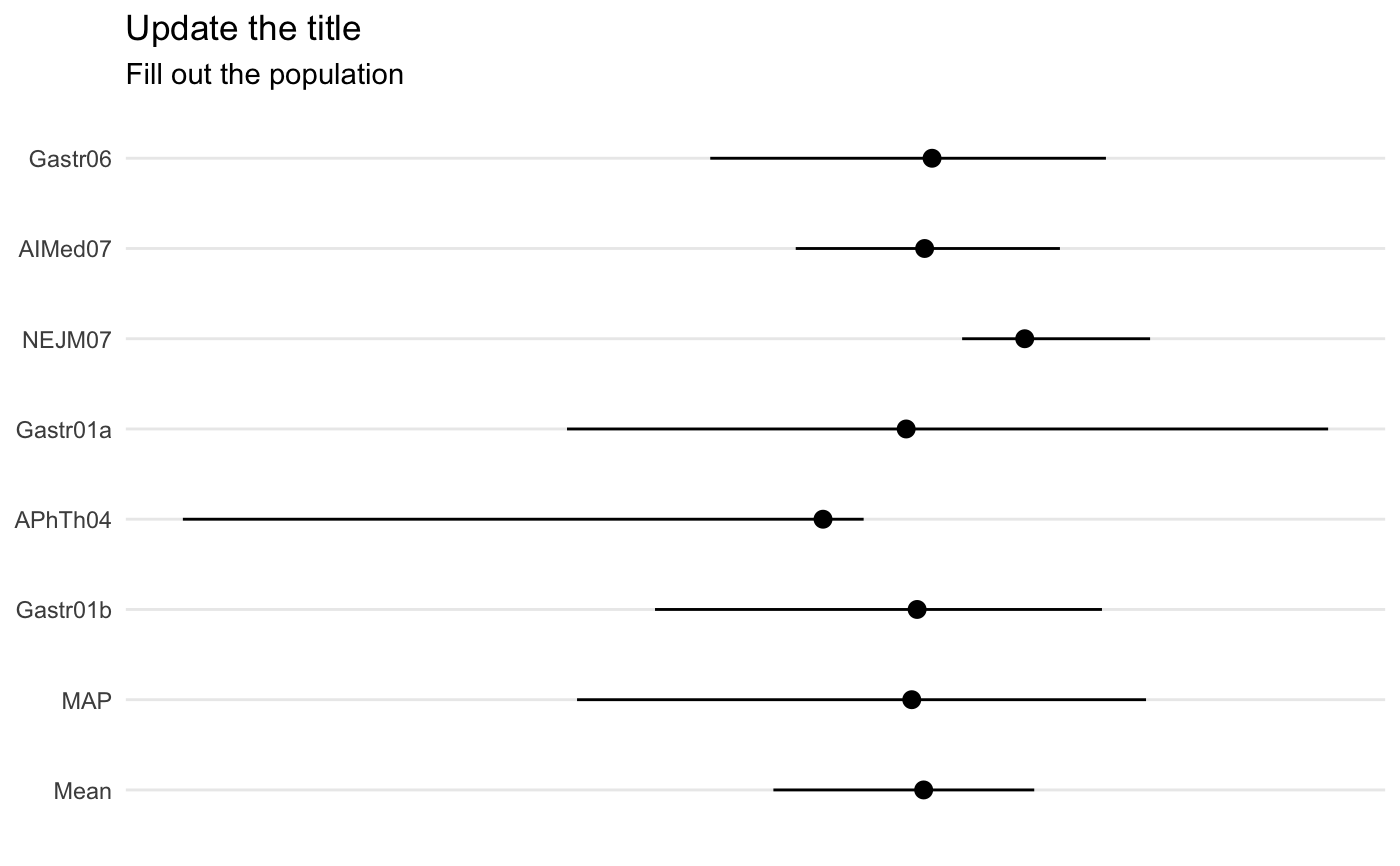 Update the title
Fill out the population
Gastr06
AIMed07
NEJM07
Gastr01a
APhTh04
Gastr01b
MAP
Mean